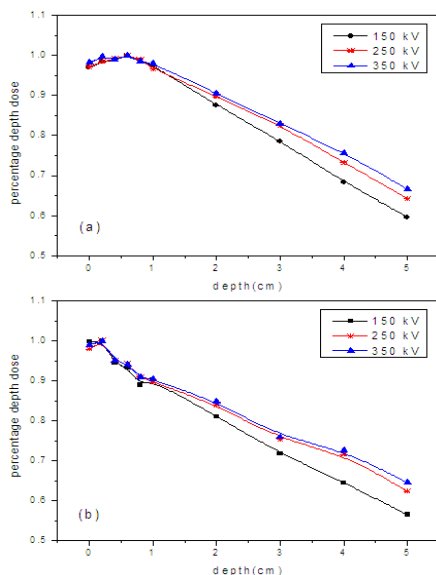 1.1
1.0
0.9
0.8
0.7
0.6
0.5
percentage depth dose
150 kV
250 kV
350 kV
(a)
0 1 2 3 4 5
depth(cm)
1.1
1.0
0.9
0.8
0.7
0.6
0.5
percentage depth dose
150 kV
250 kV
350 kV
(b)
0 1 2 3 4 5
depth(cm)